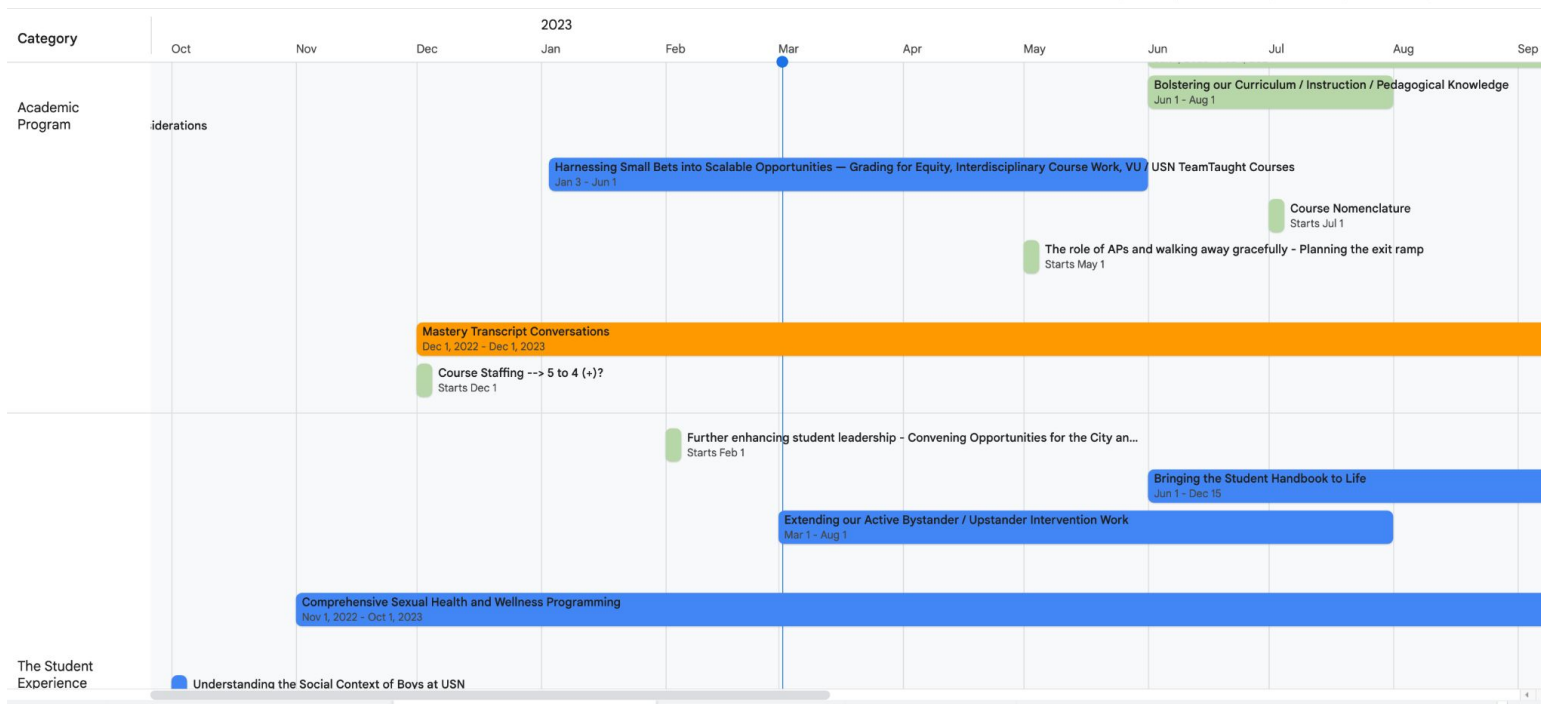 2023
Category
Oct Nov Dec Jan Feb Mar Apr May Jun Jul Aug Sep
Academic
Program
Bolstering our Curriculum / Instruction / Pedagogical Knowledge
Jun 1 - Aug 1
iderations
Harnessing Small Bets into Scalable Opportunities — Grading for Equity, Interdisciplinary Course Work, VU / USN TeamTaught Courses
Jan 3 - Jun 1
Course Nomenclature
Starts Jul 1
The role of APs and walking away gracefully - Planning the exit ramp
Starts May 1
Mastery Transcript Conversations
Dec 1, 2022 - Dec 1, 2023
Course Staffing --> 5 to 4 (+)?
Starts Dec 1
Further enhancing student leadership - Convening Opportunities for the City an...
Starts Feb 1
Bringing the Student Handbook to Life
Jun 1 - Dec 15
Extending our Active Bystander / Upstander Intervention Work
Mar 1 - Aug 1
Comprehensive Sexual Health and Wellness Programming
Nov 1, 2022 - Oct 1, 2023
The Student
Experience
Understanding the Social Context of Boys at USN